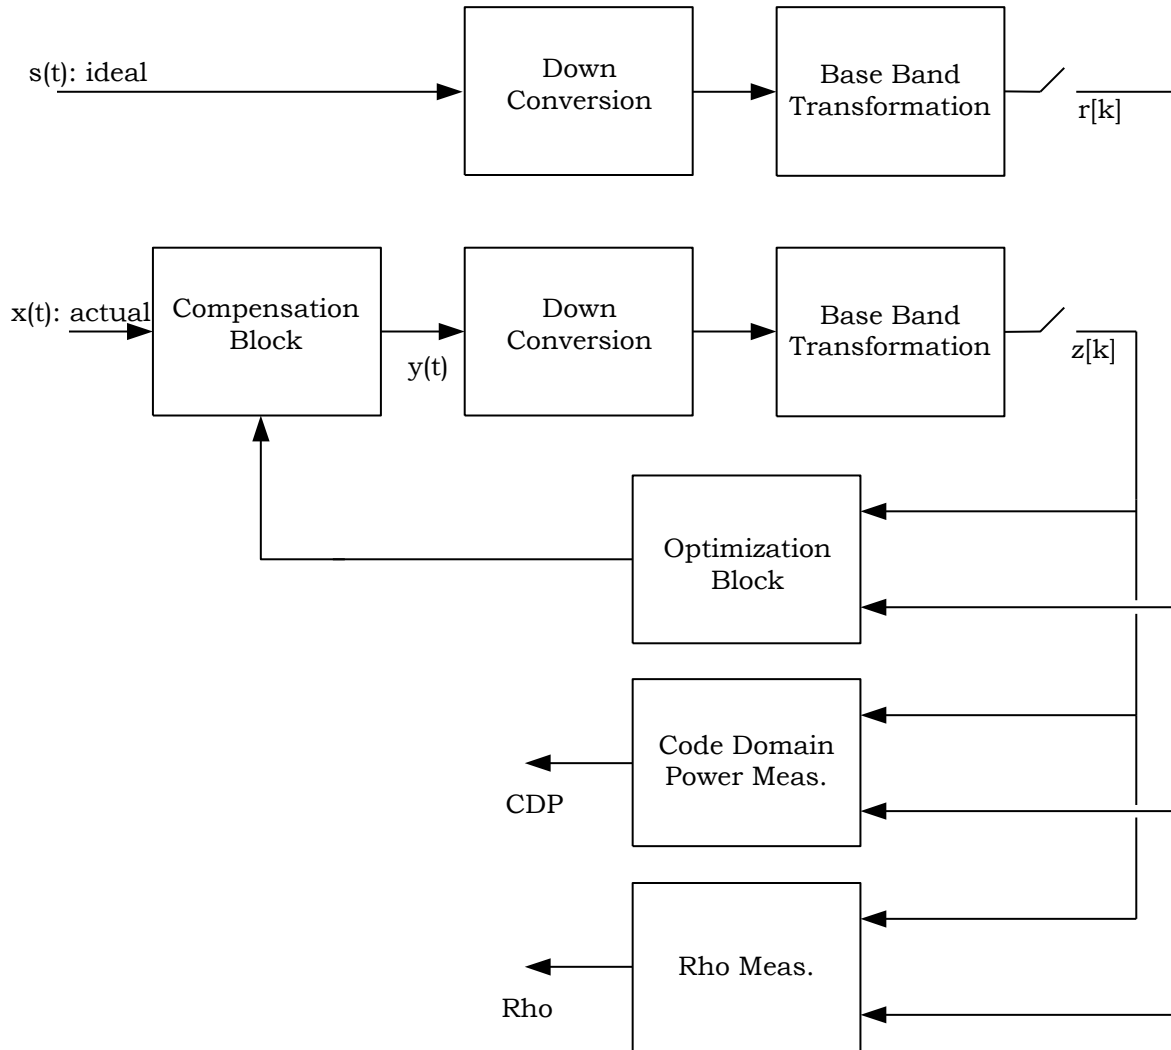 s(t): ideal
Down
Conversion
Base Band
Transformation
r[k]
x(t): actual
Compensation
Block
y(t)
Down
Conversion
Base Band
Transformation
z[k]
Optimization
Block
Code Domain
Power Meas.
CDP
Rho Meas.
Rho